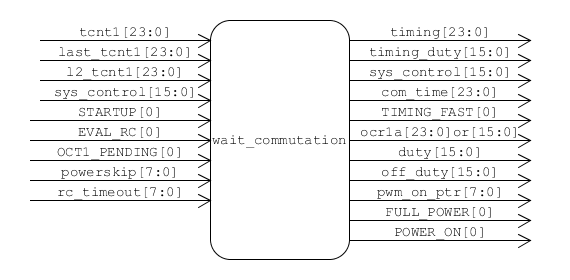 tcnt1[23:0]
last_tcnt1[23:0]
l2_tcnt1[23:0]
sys_control[15:0]
STARTUP[0]
EVAL_RC[0]
OCT1_PENDING[0]
powerskip[7:0]
rc_timeout[7:0]
wait_commutation
timing[23:0]
timing_duty[15:0]
sys_control[15:0]
com_time[23:0]
TIMING_FAST[0]
ocr1a[23:0]or[15:0]
duty[15:0]
off_duty[15:0]
pwm_on_ptr[7:0]
FULL_POWER[0]
POWER_ON[0]